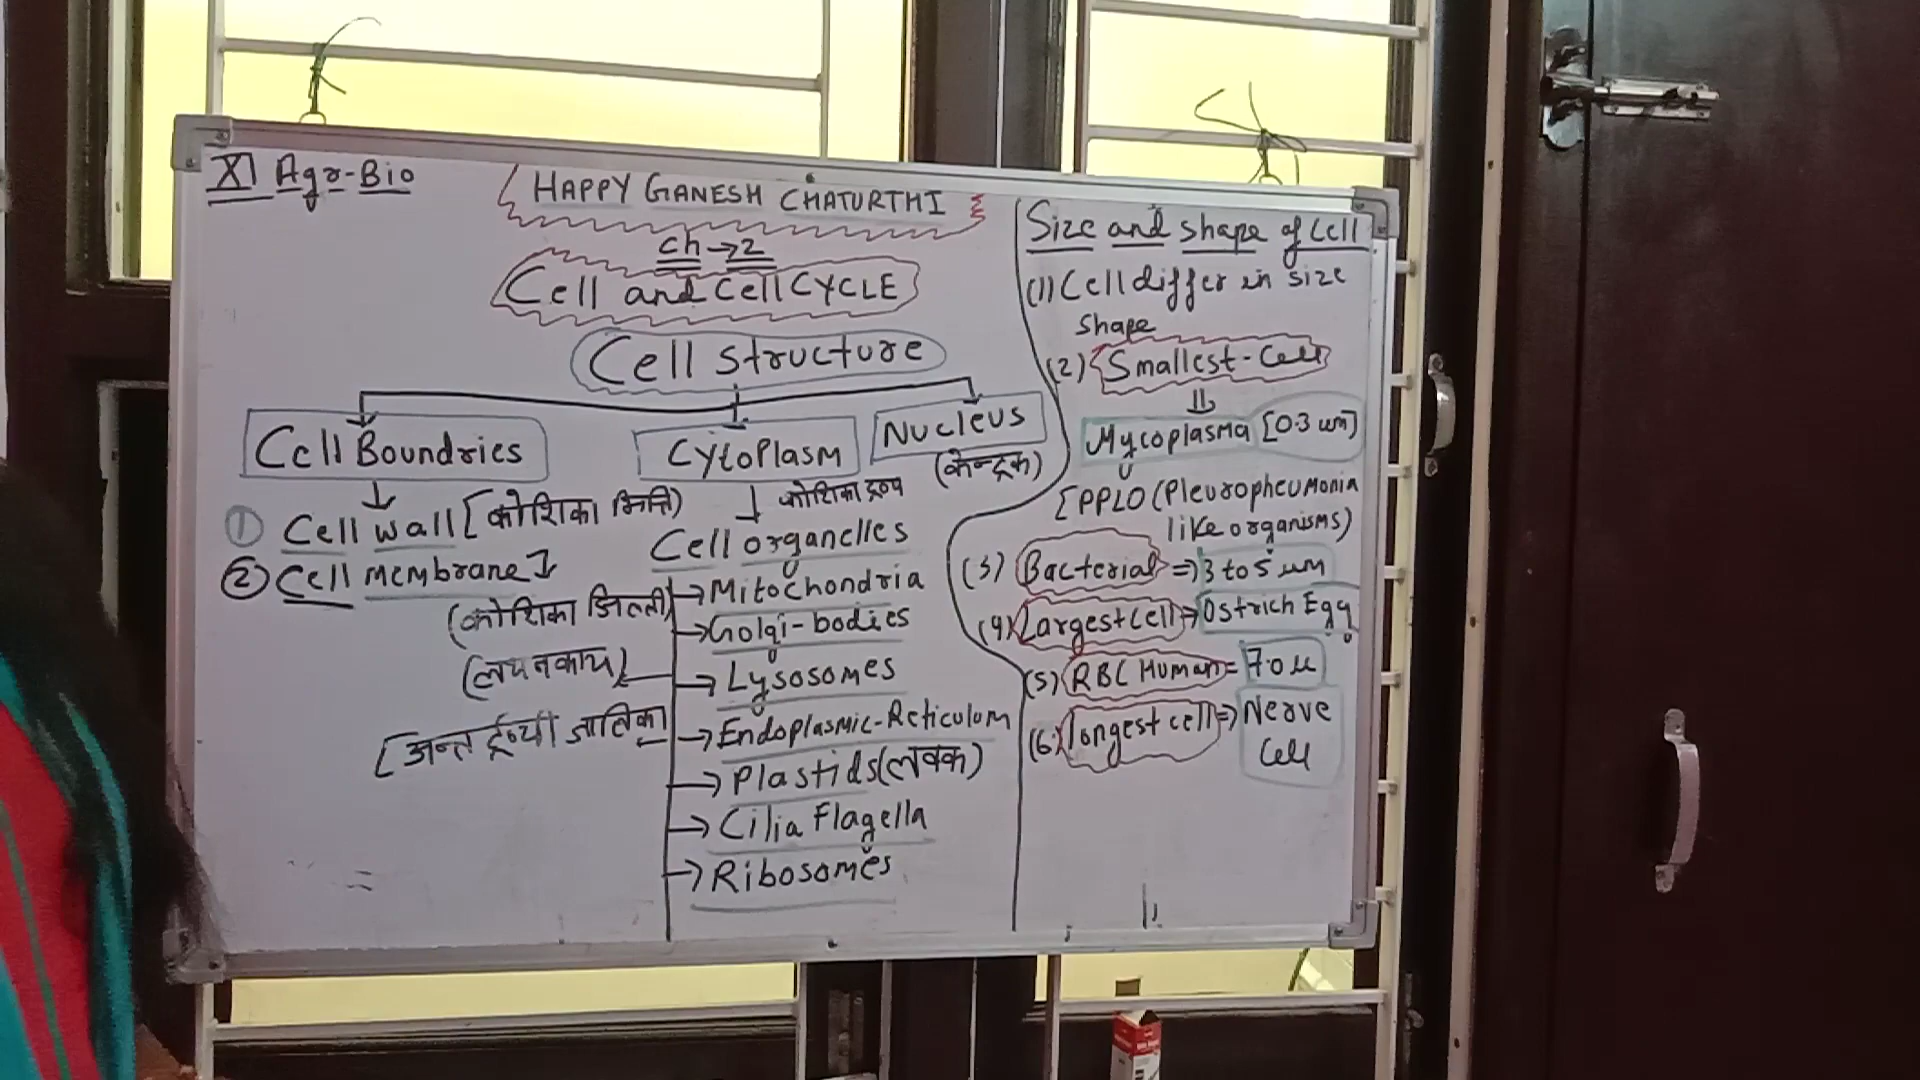 XI Agr-Bio
HAPPY GANESH CHATURTHI
Ch→2
Cell and Cell CYCLE
Cell Structure
Cell Boundries
Cytoplasm
कोशिका द्रव्य
Nucleus
(केन्द्रक)
① Cell wall [कोशिका भित्ति)
② Cell membrane]
(कोशिका झिल्ली)
Cell organelles
→Mitochondria
→Golgi-bodies
(लयनकाय) → Lysosomes
[अन्त द्रव्यी जालिका → Endoplasmic-Reticulum
→ Plastids(लवक)
→ Cilia Flagella
→ Ribosomes
Size and shape of Cell
(1) Cell differ in size
shape
(2) Smallest-Cell
⇓
Mycoplasma [0.3 um]
[PPLO (Pleuropheumonia
like organisms)
(3) Bacterial ⇒ 3 to 5 um
(4) Largest Cell → Ostrich Egg
(5) RBC Human = 7.0 u
(6) longest cell ⇒ Nerve
Cell